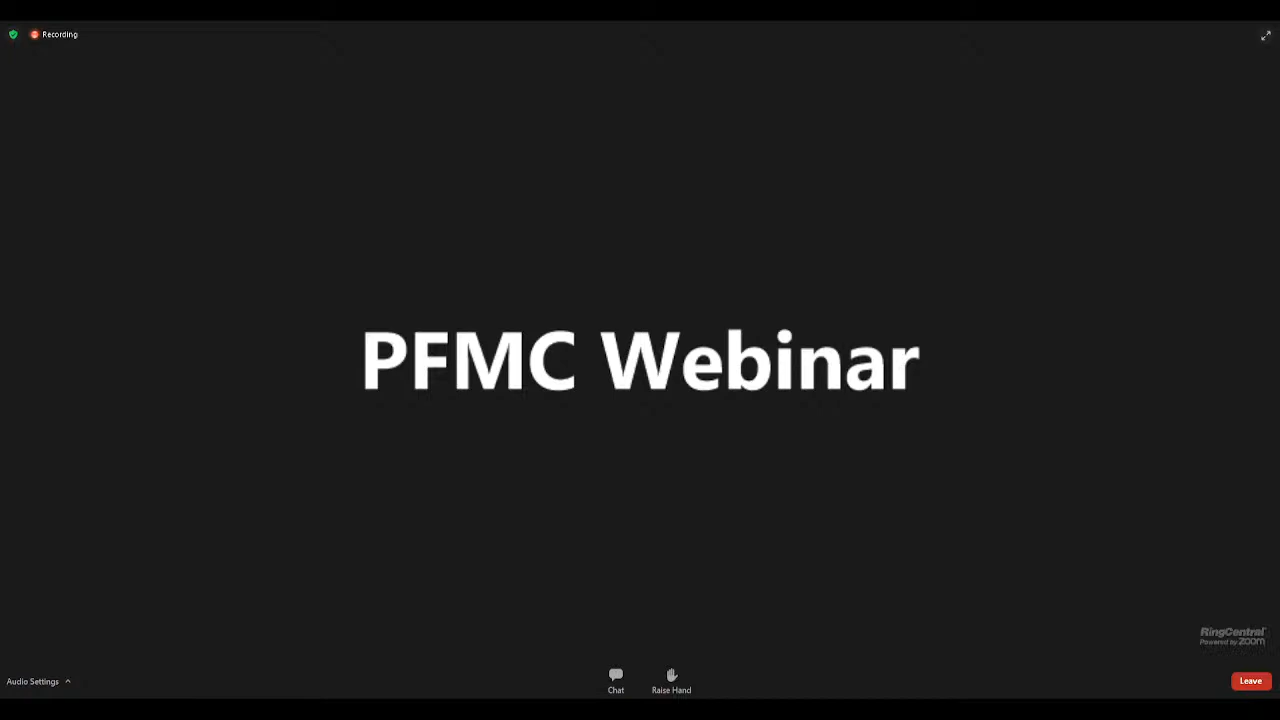 Recording
PFMC Webinar
RingCentral
Powered by zoom
Audio Settings
Chat
Raise Hand
Leave